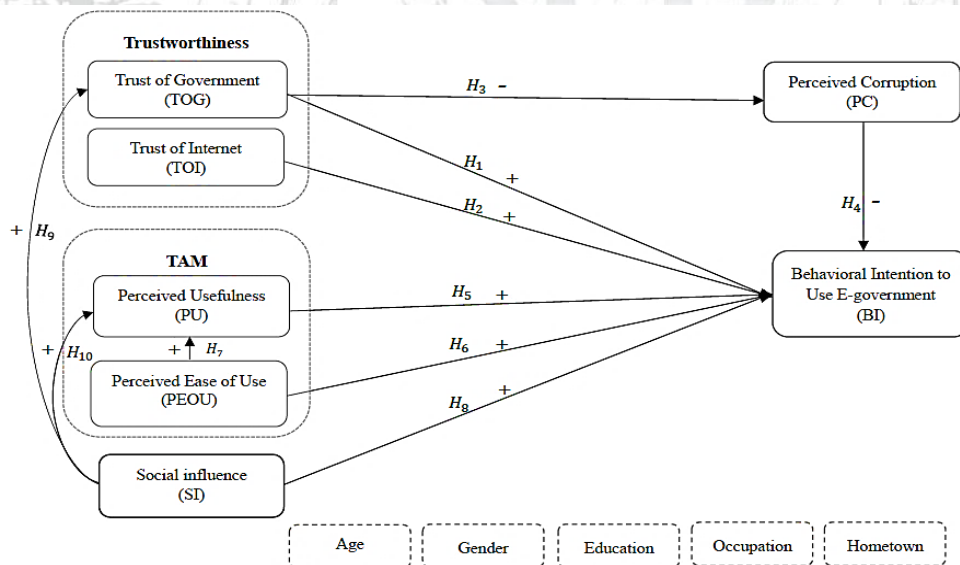 Trustworthiness
Trust of Government
(TOG)
Trust of Internet
(TOI)
H₃ -
Perceived Corruption
(PC)
H₁
+
H₂
+
H₄ -
+ H₉
TAM
Perceived Usefulness
(PU)
+ H₁₀
+ H₇
Perceived Ease of Use
(PEOU)
H₅ +
H₆ +
H₈ +
Behavioral Intention to
Use E-government
(BI)
Social influence
(SI)
Age
Gender
Education
Occupation
Hometown